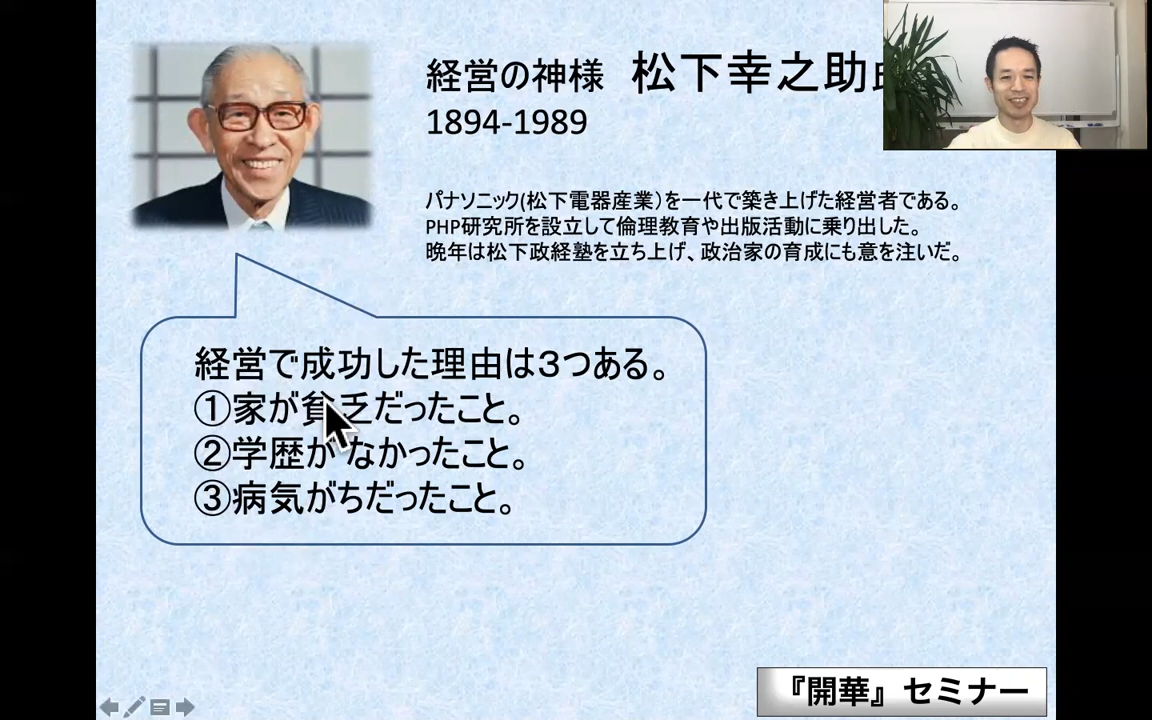 経営の神様 松下幸之助
1894-1989
パナソニック(松下電器産業)を一代で築き上げた経営者である。
PHP研究所を設立して倫理教育や出版活動に乗り出した。
晩年は松下政経塾を立ち上げ、政治家の育成にも意を注いだ。
経営で成功した理由は３つある。
①家が貧乏だったこと。
②学歴がなかったこと。
③病気がちだったこと。
『開華』セミナー